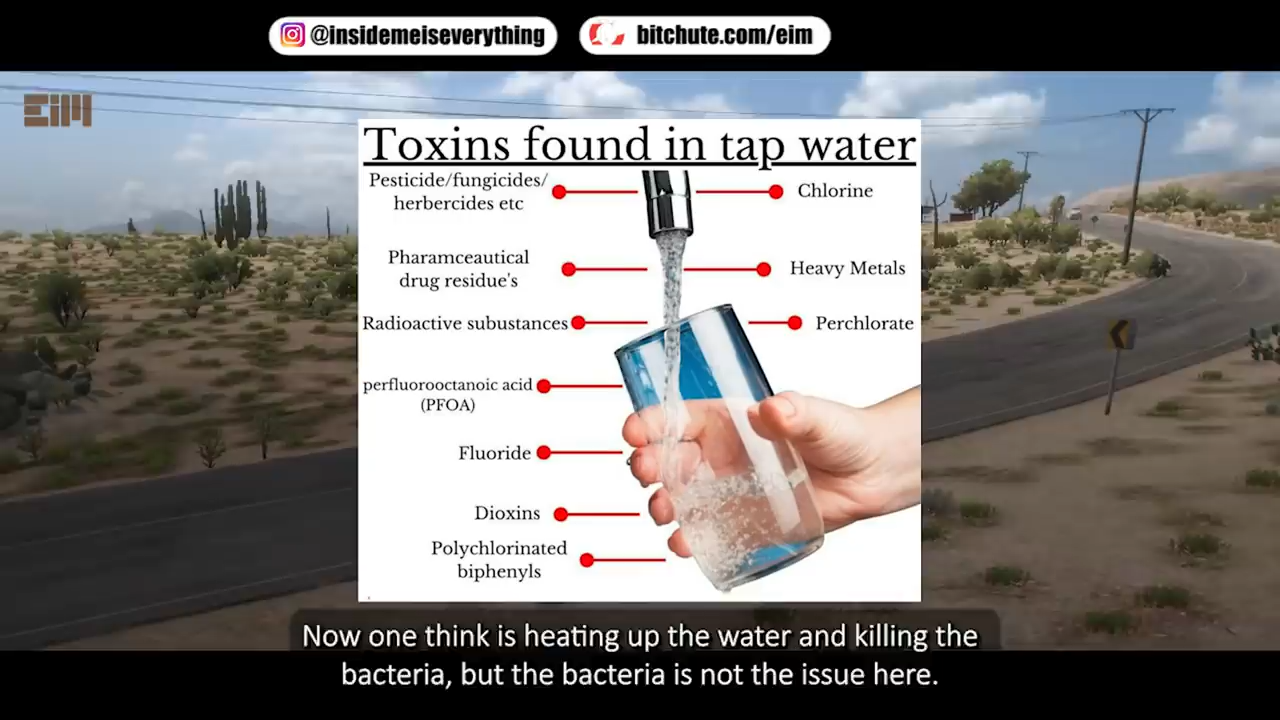 @insidemeiseverything
bitchute.com/eim
EiM
Toxins found in tap water
Pesticide/fungicides/
herbercides etc
Chlorine
Pharamceautical
drug residue's
Heavy Metals
Radioactive subustances
Perchlorate
perfluorooctanoic acid
(PFOA)
Fluoride
Dioxins
Polychlorinated
biphenyls
Now one think is heating up the water and killing the
bacteria, but the bacteria is not the issue here.